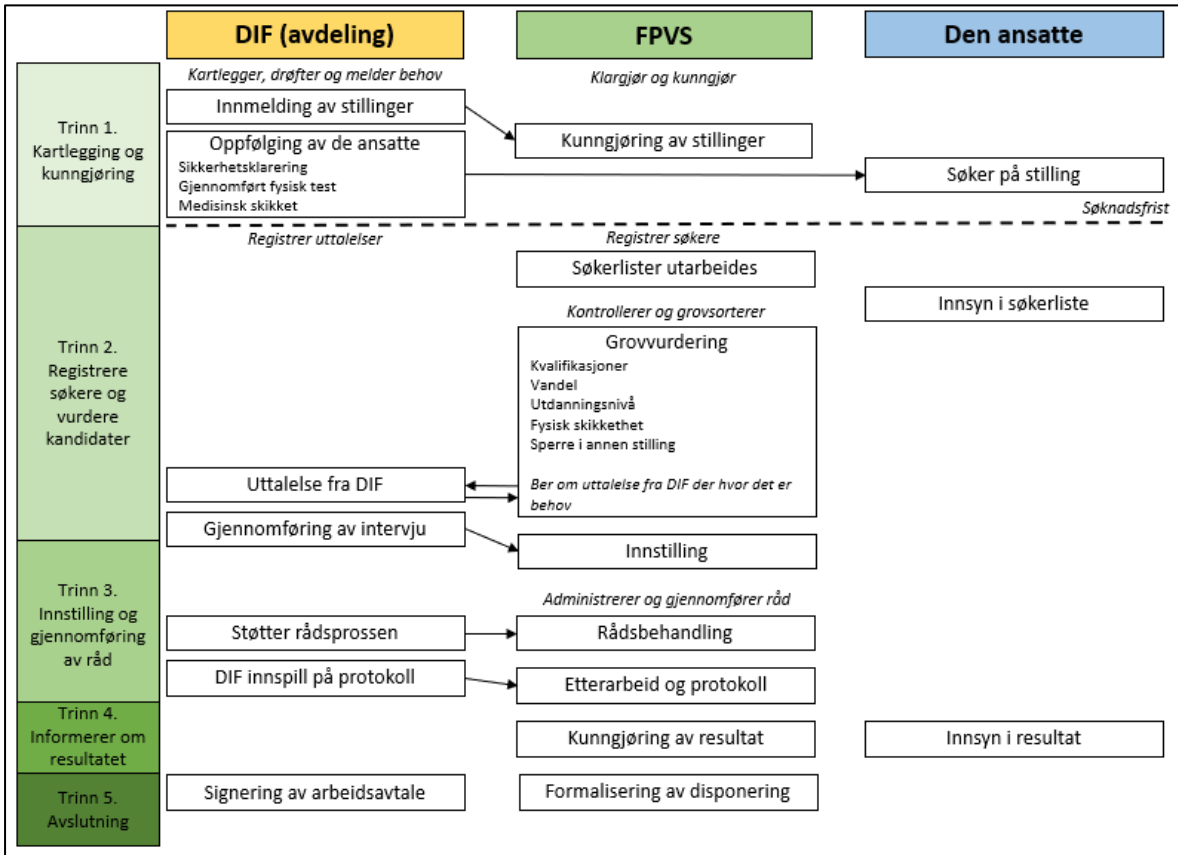 DIF (avdeling)
FPVS
Den ansatte
Trinn 1.
Kartlegging og
kunngjøring
Kartlegger, drøfter og melder behov
Klargjør og kunngjør
Innmelding av stillinger
Kunngjøring av stillinger
Oppfølging av de ansatte
Sikkerhetsklarering
Gjennomført fysisk test
Medisinsk skikket
Søker på stilling
Søknadsfrist
Trinn 2.
Registrere
søkere og
vurdere
kandidater
Registrer uttalelser
Registrer søkere
Søkerlister utarbeides
Innsyn i søkerliste
Kontrollerer og grovsorterer
Grovvurdering
Kvalifikasjoner
Vandel
Utdanningsnivå
Fysisk skikkethet
Sperre i annen stilling
Ber om uttalelse fra DIF der hvor det er
behov
Uttalelse fra DIF
Gjennomføring av intervju
Innstilling
Trinn 3.
Innstilling og
gjennomføring
av råd
Administrerer og gjennomfører råd
Støtter rådsprossen
Rådsbehandling
DIF innspill på protokoll
Etterarbeid og protokoll
Trinn 4.
Informerer om
resultatet
Kunngjøring av resultat
Innsyn i resultat
Trinn 5.
Avslutning
Signering av arbeidsavtale
Formalisering av disponering